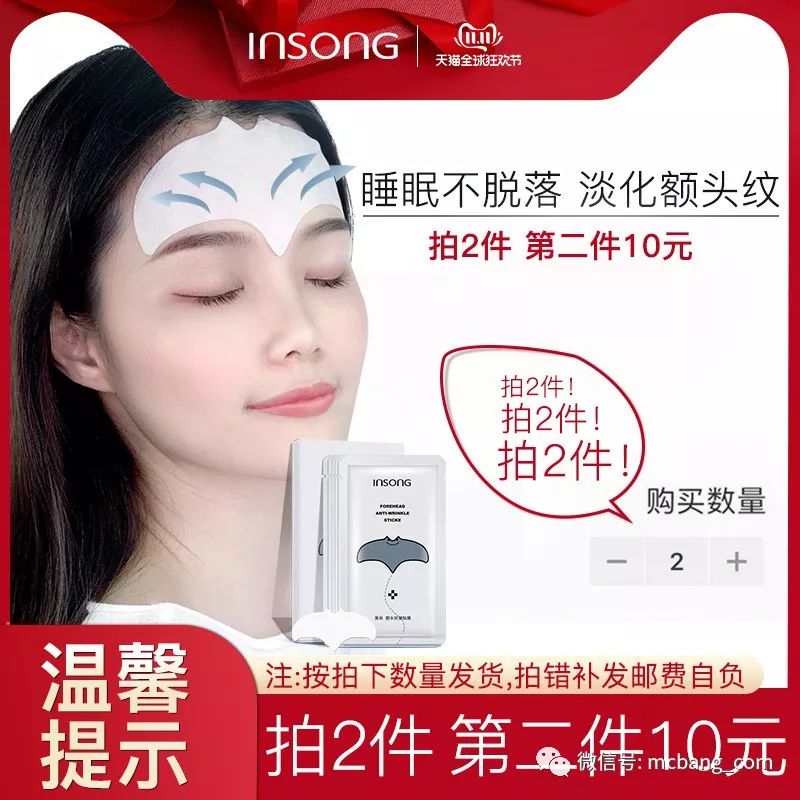 INSONG
11.11
天猫全球狂欢节
睡眠不脱落 淡化额头纹
拍2件 第二件10元
拍2件!
拍2件!
拍2件!
购买数量
－ 2 ＋
INSONG
FOREHEAD
ANTI-WRINKLE
STICKE
温馨
提示
注:按拍下数量发货,拍错补发邮费自负
拍2件 第二件10元
微信号: mcbang_com